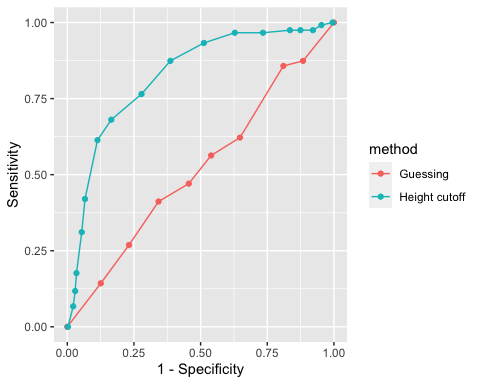 1.00
0.75
0.50
0.25
0.00
Sensitivity
0.00 0.25 0.50 0.75 1.00
1 - Specificity
method
Guessing
Height cutoff